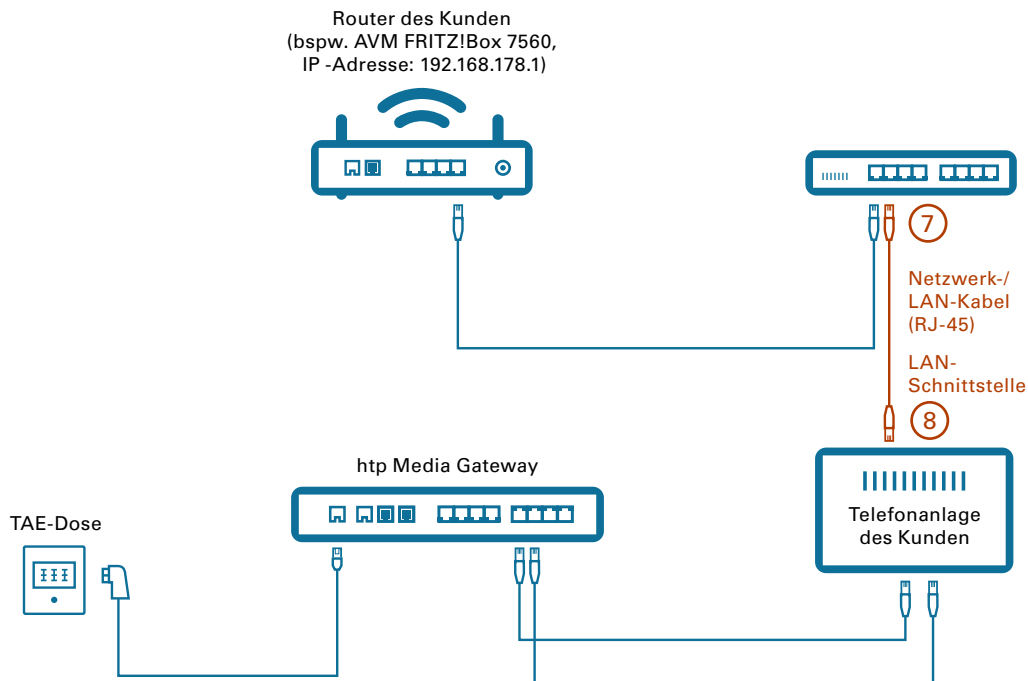 Router des Kunden
(bspw. AVM FRITZ!Box 7560,
IP -Adresse: 192.168.178.1)
7
Netzwerk-/
LAN-Kabel
(RJ-45)
LAN-
Schnittstelle
8
htp Media Gateway
TAE-Dose
Telefonanlage
des Kunden